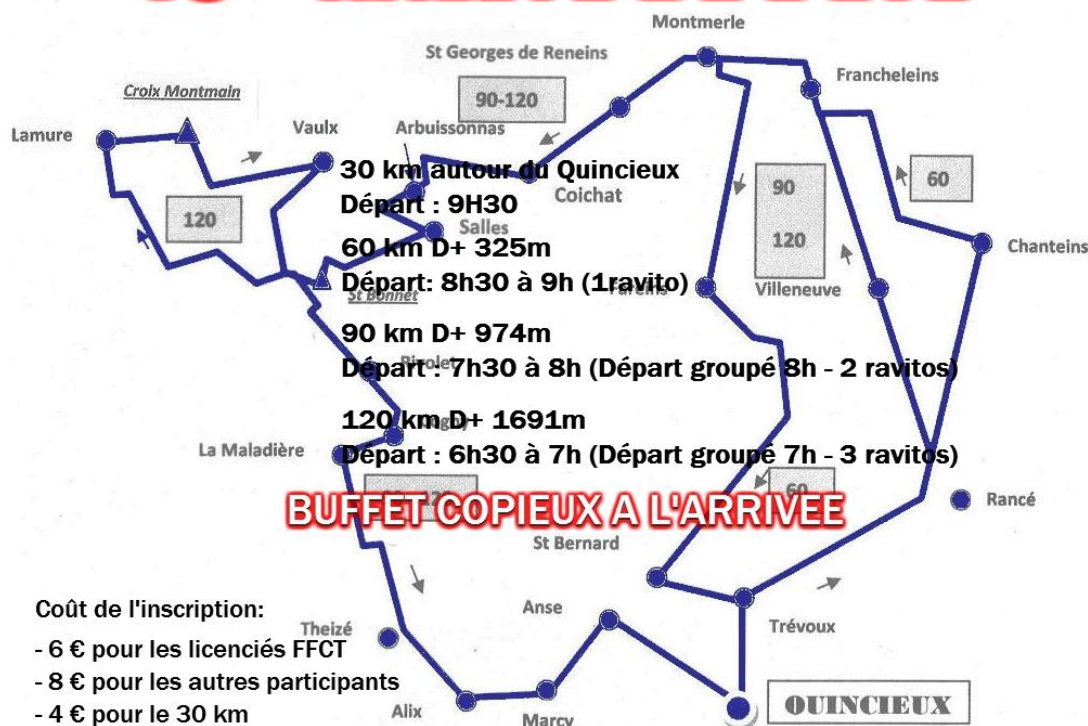 Montmerle
St Georges de Reneins
Francheleins
Croix Montmain
90-120
Lamure
Vaulx
Arbuissonnas
30 km autour du Quincieux
Coichat
90
120
60
Départ : 9H30
120
Salles
Chanteins
60 km D+ 325m
Départ: 8h30 à 9h (1ravito)
Villeneuve
St Bonnet
90 km D+ 974m
Rivolet
Départ : 7h30 à 8h (Départ groupé 8h - 2 ravitos)
120 km D+ 1691m
La Maladière
Départ : 6h30 à 7h (Départ groupé 7h - 3 ravitos)
60
Rancé
BUFFET COPIEUX A L'ARRIVEE
St Bernard
Coût de l'inscription:
Anse
Trévoux
Theizé
- 6 € pour les licenciés FFCT
- 8 € pour les autres participants
- 4 € pour le 30 km
Alix
Marcy
QUINCIEUX